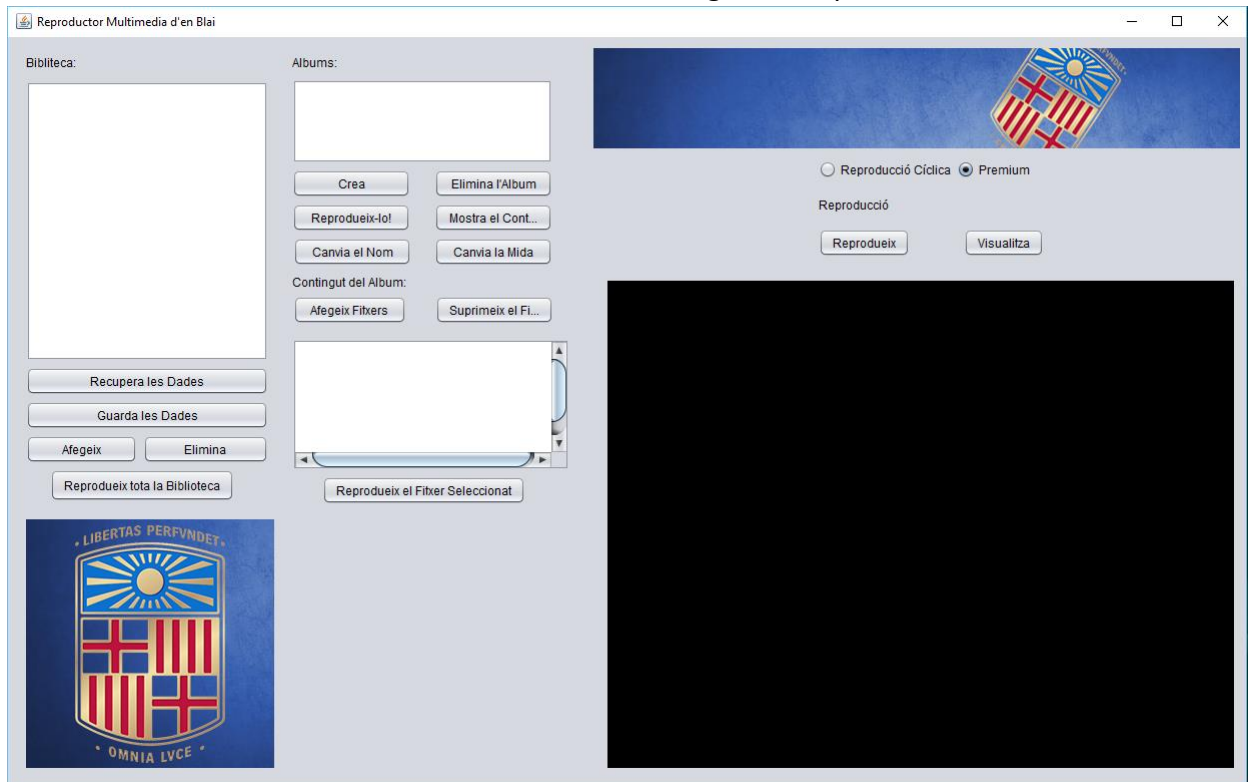 Reproductor Multimedia d'en Blai
Bibliteca:
Recupera les Dades
Guarda les Dades
Afegeix
Elimina
Reprodueix tota la Biblioteca
· LIBERTAS PERFVNDET ·
· OMNIA LVCE ·
Albums:
Crea
Elimina l'Album
Reprodueix-lo!
Mostra el Cont...
Canvia el Nom
Canvia la Mida
Contingut del Album:
Afegeix Fitxers
Suprimeix el Fi...
Reprodueix el Fitxer Seleccionat
Reproducció Cíclica
Premium
Reproducció
Reprodueix
Visualitza